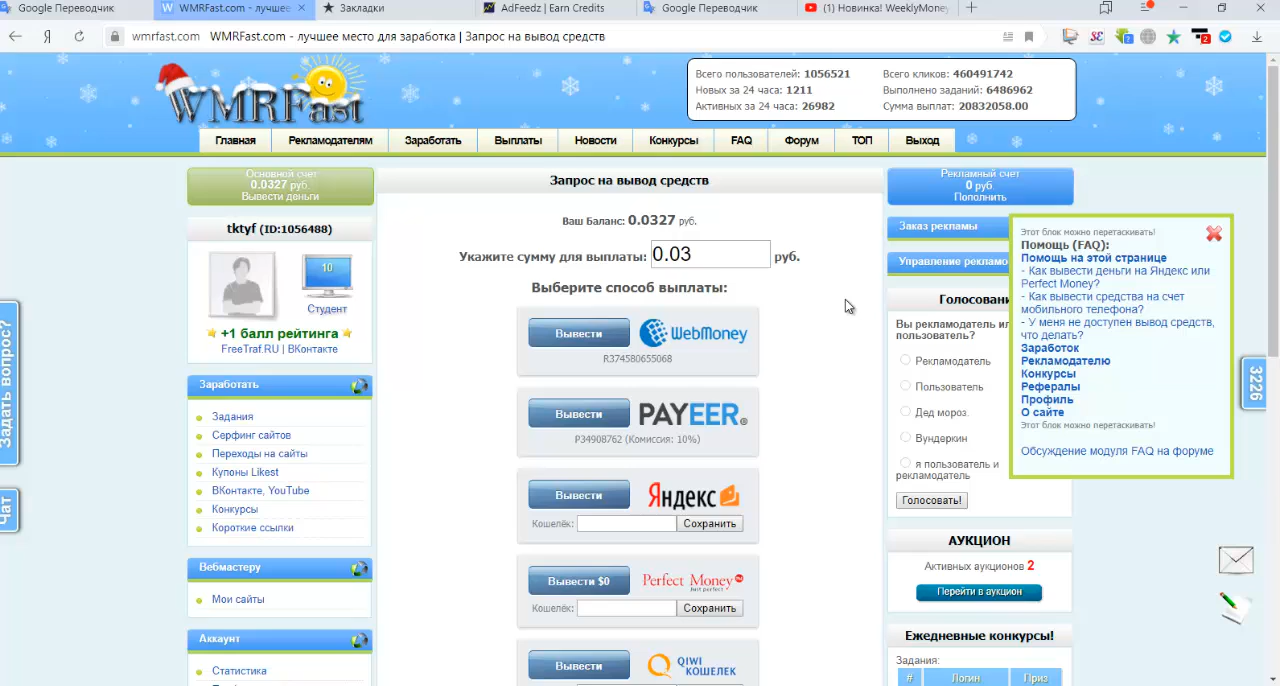 Google Переводчик
WMRFast.com - лучшее
Закладки
AdFeedz | Earn Credits
Google Переводчик
(1) Новинка! WeeklyMoney
wmrfast.com WMRFast.com - лучшее место для заработка | Запрос на вывод средств
WMRFast
Всего пользователей: 1056521
Новых за 24 часа: 1211
Активных за 24 часа: 26982
Всего кликов: 460491742
Выполнено заданий: 6486962
Сумма выплат: 20832058.00
Главная Рекламодателям Заработать Выплаты Новости Конкурсы FAQ Форум ТОП Выход
Основной счет
0.0327 руб.
Вывести деньги
tktyf (ID:1056488)
10
Студент
+1 балл рейтинга
FreeTraf.RU | ВКонтакте
Заработать
Задания
Серфинг сайтов
Переходы на сайты
Купоны Likest
ВКонтакте, YouTube
Конкурсы
Короткие ссылки
Вебмастеру
Мои сайты
Аккаунт
Статистика
Задать вопрос?
Чат
Запрос на вывод средств
Ваш Баланс: 0.0327 руб.
Укажите сумму для выплаты: 0.03 руб.
Выберите способ выплаты:
Вывести WebMoney
R374580655068
Вывести PAYEER
P34908762 (Комиссия: 10%)
Вывести Яндекс
Кошелёк: Сохранить
Вывести $0 Perfect Money
just perfect
Кошелёк: Сохранить
Вывести QIWI КОШЕЛЕК
Рекламный счет
0 руб
Пополнить
Заказ рекламы
Управление рекламо
Голосовани
Вы рекламодатель ил
пользователь?
Рекламодатель
Пользователь
Дед мороз.
Вундеркин
я пользователь и
рекламодатель
Голосовать!
АУКЦИОН
Активных аукционов 2
Перейти в аукцион
Ежедневные конкурсы!
Задания:
# Логин Приз
Этот блок можно перетаскивать!
Помощь (FAQ):
Помощь на этой странице
- Как вывести деньги на Яндекс или
Perfect Money?
- Как вывести средства на счет
мобильного телефона?
- У меня не доступен вывод средств,
что делать?
Заработок
Рекламодателю
Конкурсы
Рефералы
Профиль
О сайте
Этот блок можно перетаскивать!
Обсуждение модуля FAQ на форуме
3226